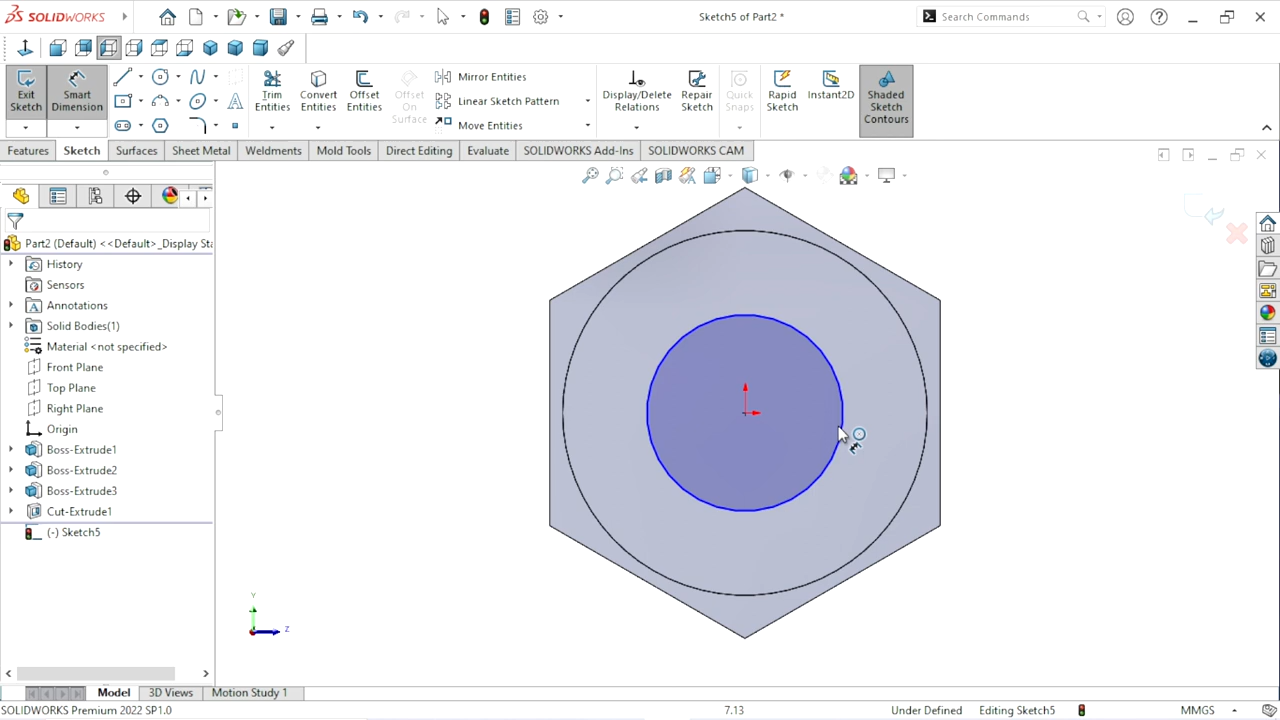 SOLIDWORKS
Sketch5 of Part2 *
Search Commands
Exit Sketch
Smart Dimension
Trim Entities
Convert Entities
Offset Entities
Offset On Surface
Mirror Entities
Linear Sketch Pattern
Move Entities
Display/Delete Relations
Repair Sketch
Quick Snaps
Rapid Sketch
Instant2D
Shaded Sketch Contours
Features
Sketch
Surfaces
Sheet Metal
Weldments
Mold Tools
Direct Editing
Evaluate
SOLIDWORKS Add-Ins
SOLIDWORKS CAM
Part2 (Default) <<Default>_Display Sta
History
Sensors
Annotations
Solid Bodies(1)
Material <not specified>
Front Plane
Top Plane
Right Plane
Origin
Boss-Extrude1
Boss-Extrude2
Boss-Extrude3
Cut-Extrude1
(-) Sketch5
Y
Z
Model
3D Views
Motion Study 1
SOLIDWORKS Premium 2022 SP1.0
7.13
Under Defined
Editing Sketch5
MMGS